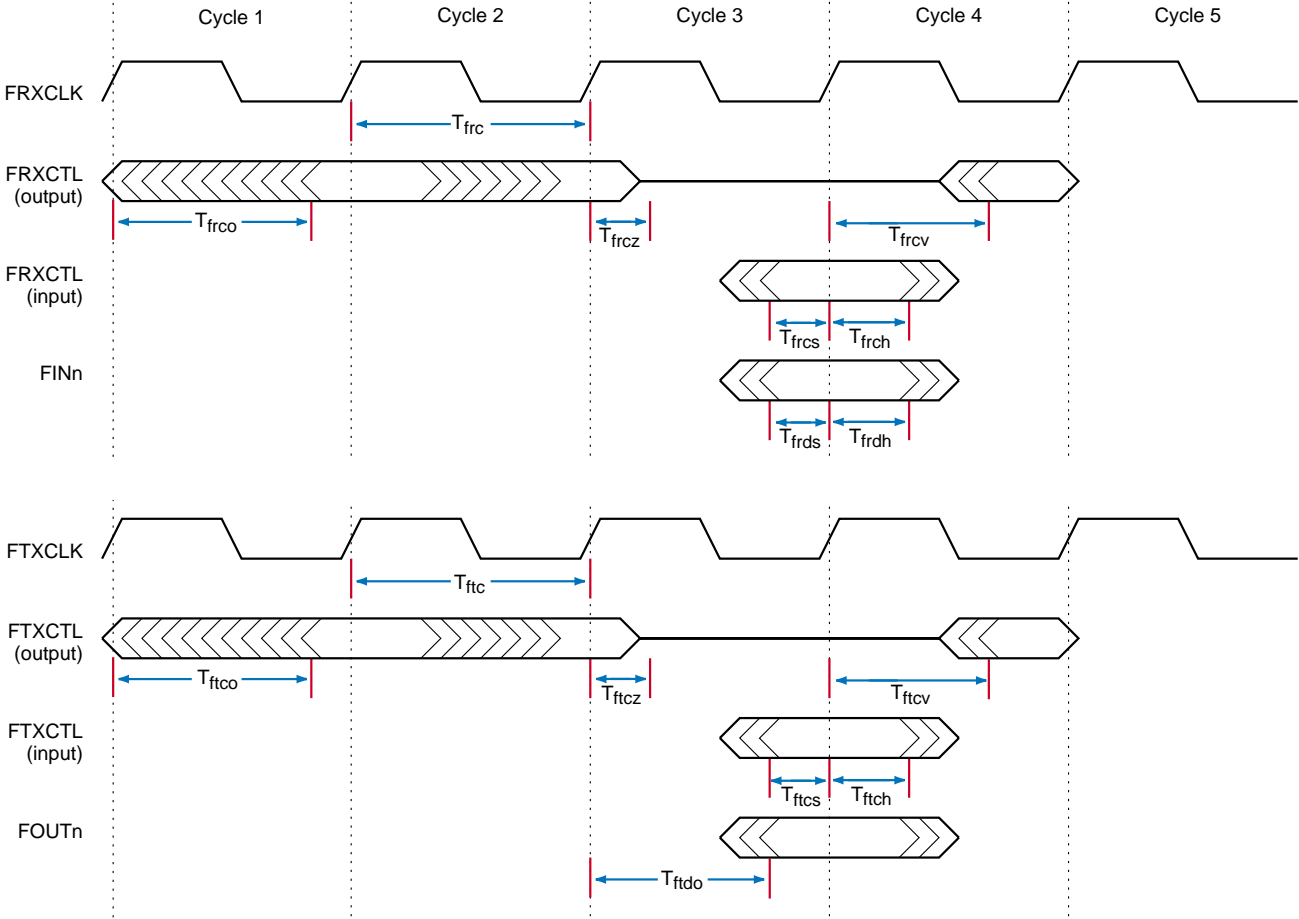 Cycle 1
Cycle 2
Cycle 3
Cycle 4
Cycle 5
FRXCLK
Tfrc
FRXCTL
(output)
Tfrco
Tfrcz
Tfrcv
FRXCTL
(input)
Tfrcs
Tfrch
FINn
Tfrds
Tfrdh
FTXCLK
Tftc
FTXCTL
(output)
Tftco
Tftcz
Tftcv
FTXCTL
(input)
Tftcs
Tftch
FOUTn
Tftdo